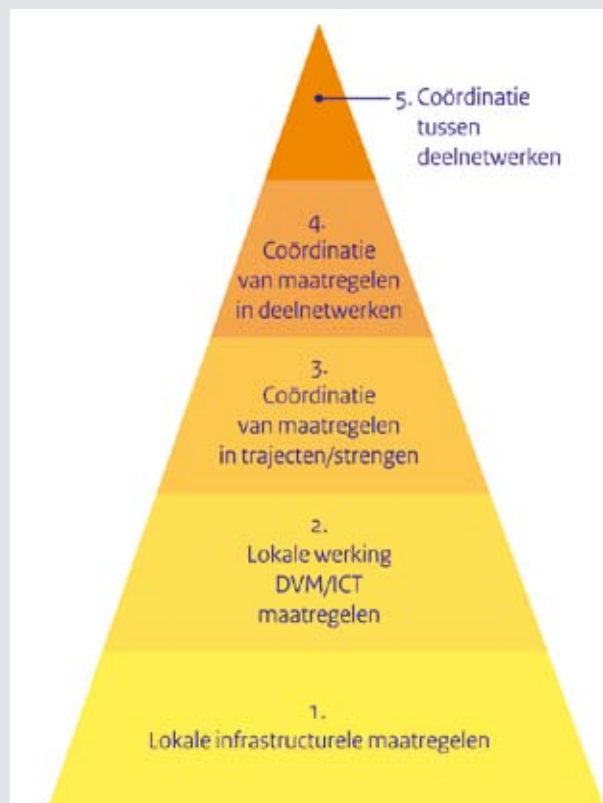 5. Coördinatie
tussen
deelnetwerken
4.
Coördinatie
van maatregelen
in deelnetwerken
3.
Coördinatie
van maatregelen
in trajecten/strengen
2.
Lokale werking
DVM/ICT
maatregelen
1.
Lokale infrastructurele maatregelen